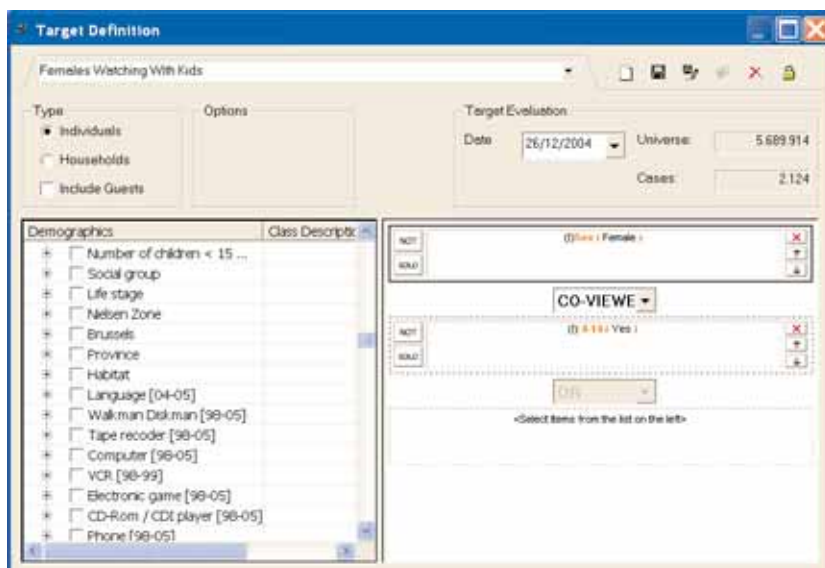 Target Definition
Females Watching With Kids
Type
Options
Target Evaluation
Individuals
Households
Include Guests
Date
26/12/2004
Universe:
5.689.914
Cases:
2.124
Demographics
Class Descriptic
Number of children < 15 ...
Social group
Life stage
Nielsen Zone
Brussels
Province
Habitat
Language [04-05]
Walkman Diskman [98-05]
Tape recoder [98-05]
Computer [98-05]
VCR [98-99]
Electronic game [98-05]
CD-Rom / CDI player [98-05]
Phone [98-05]
NOT
SOLO
Female
CO-VIEWE
NOT
SOLO
Yes
OR
<Select items from the list on the left>